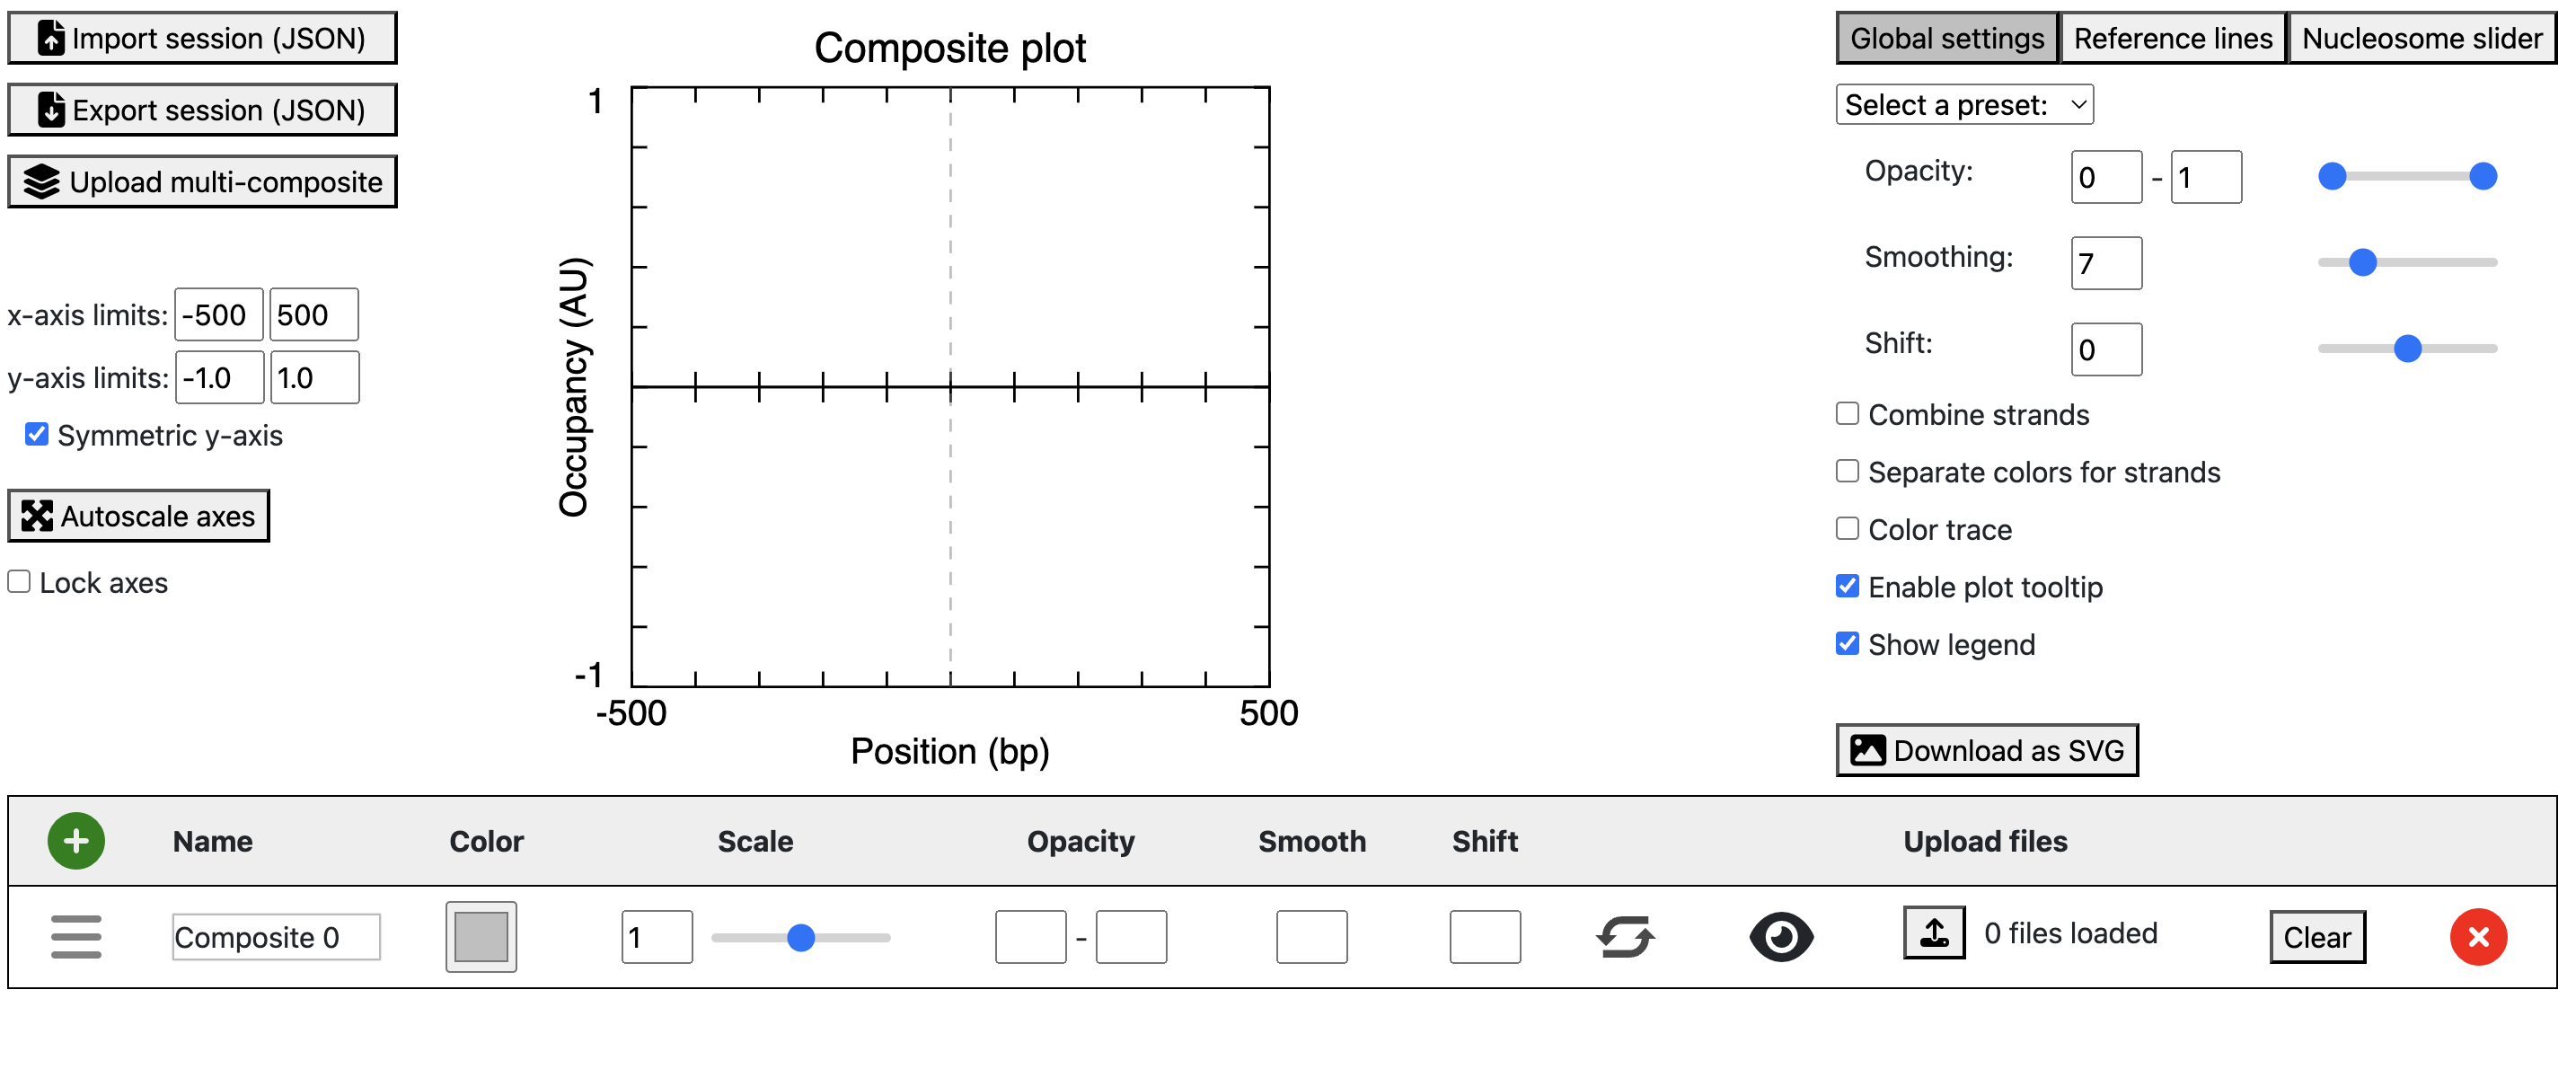 Import session (JSON)
Export session (JSON)
Upload multi-composite
x-axis limits: -500 500
y-axis limits: -1.0 1.0
Symmetric y-axis
Autoscale axes
Lock axes
Composite plot
1
Occupancy (AU)
-1
-500 500
Position (bp)
Global settings Reference lines Nucleosome slider
Select a preset:
Opacity: 0 - 1
Smoothing: 7
Shift: 0
Combine strands
Separate colors for strands
Color trace
Enable plot tooltip
Show legend
Download as SVG
Name Color Scale Opacity Smooth Shift Upload files
Composite 0 1 - 0 files loaded Clear